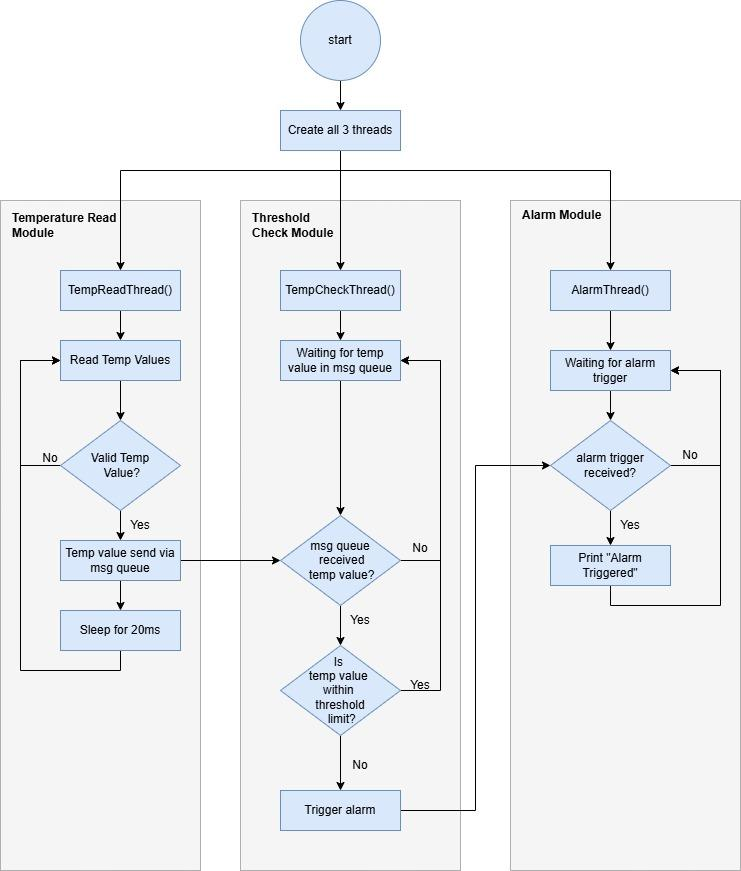 start
Create all 3 threads
Temperature Read
Module
TempReadThread()
Read Temp Values
Valid Temp
Value?
No
Yes
Temp value send via
msg queue
Sleep for 20ms
Threshold
Check Module
TempCheckThread()
Waiting for temp
value in msg queue
msg queue
received
temp value?
No
Yes
Is
temp value
within
threshold
limit?
Yes
No
Trigger alarm
Alarm Module
AlarmThread()
Waiting for alarm
trigger
alarm trigger
received?
No
Yes
Print "Alarm
Triggered"